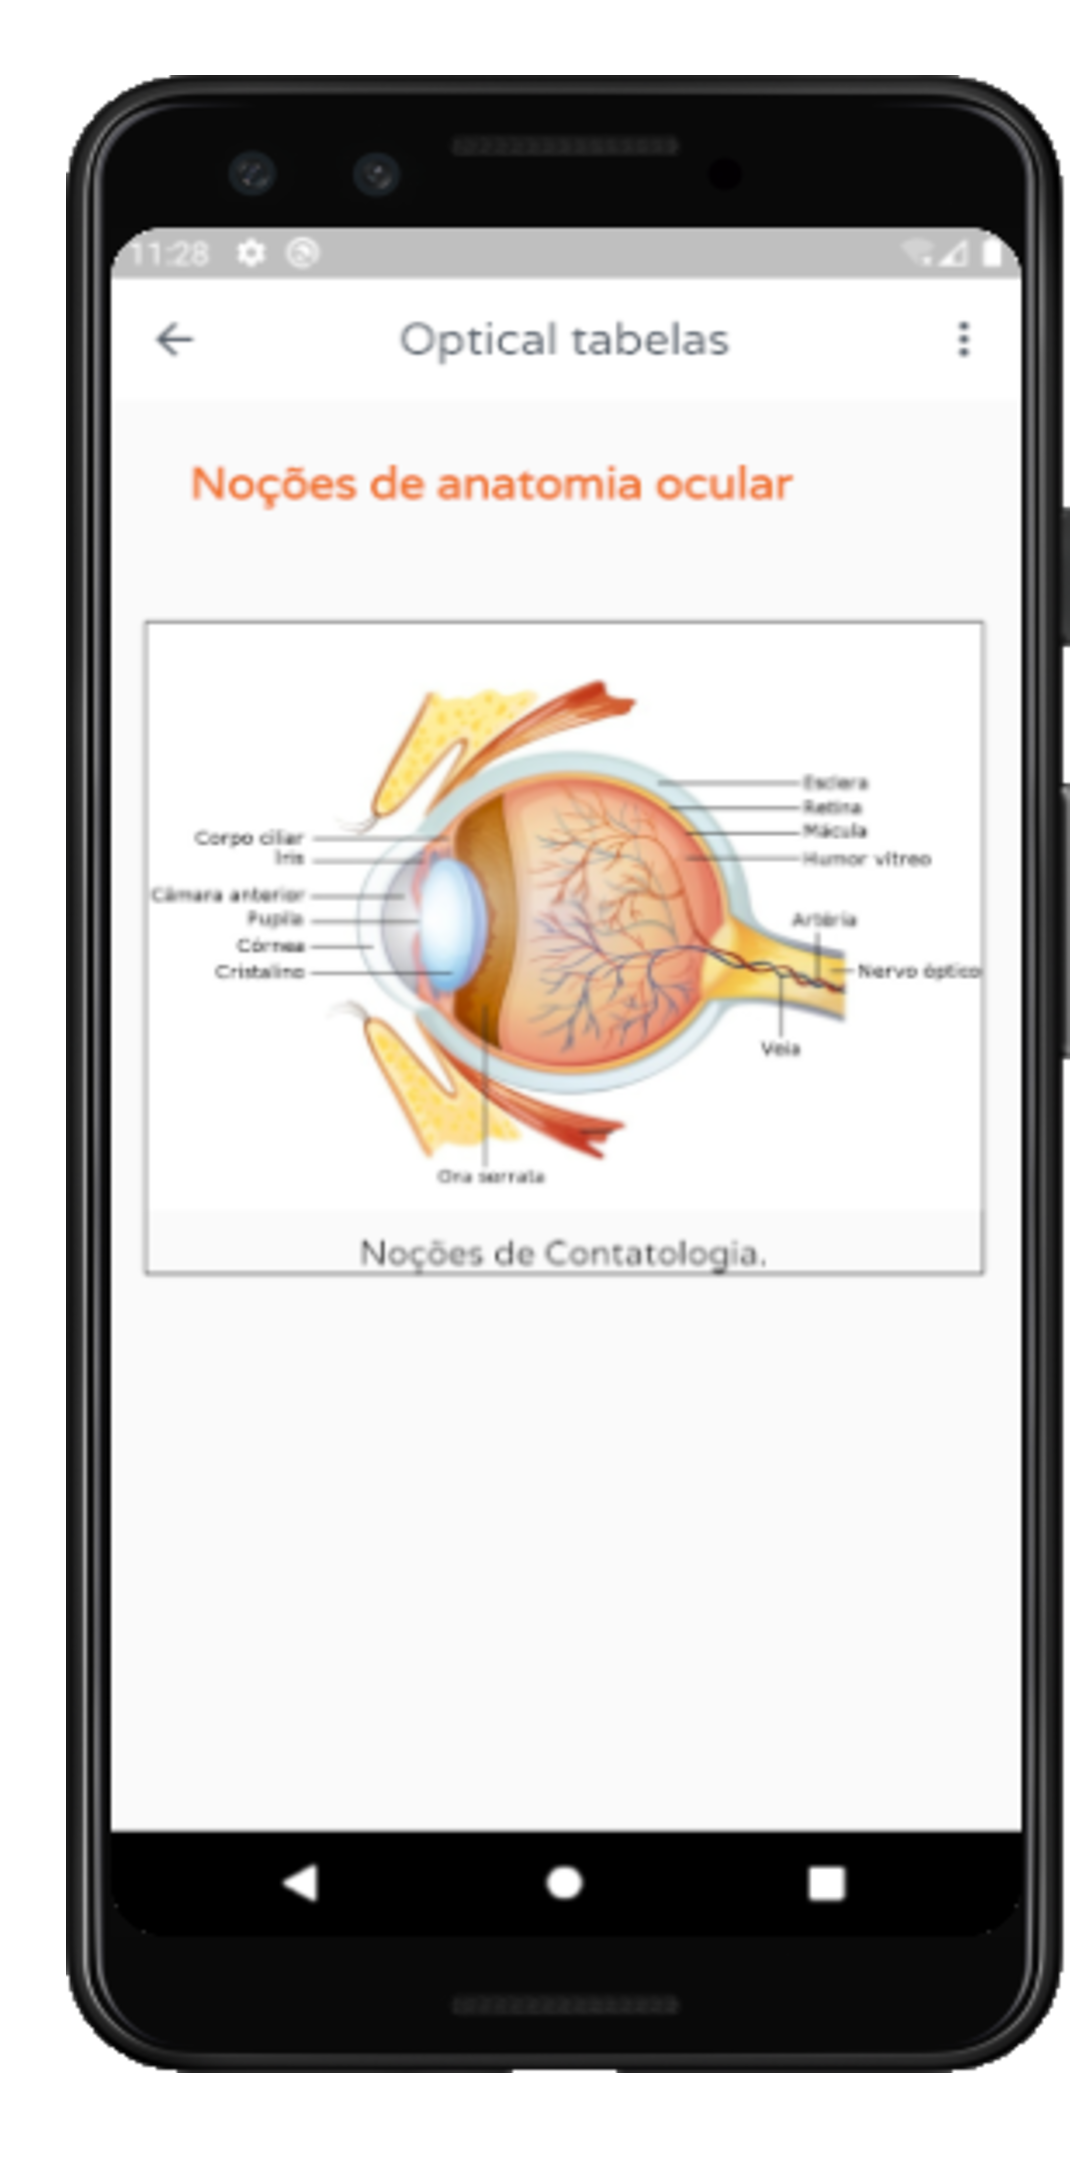 11:28
Optical tabelas
Noções de anatomia ocular
Esclera
Retina
Mácula
Humor vítreo
Corpo ciliar
Íris
Câmara anterior
Pupila
Córnea
Cristalino
Artéria
Nervo óptico
Veia
Ora serrata
Noções de Contatologia.